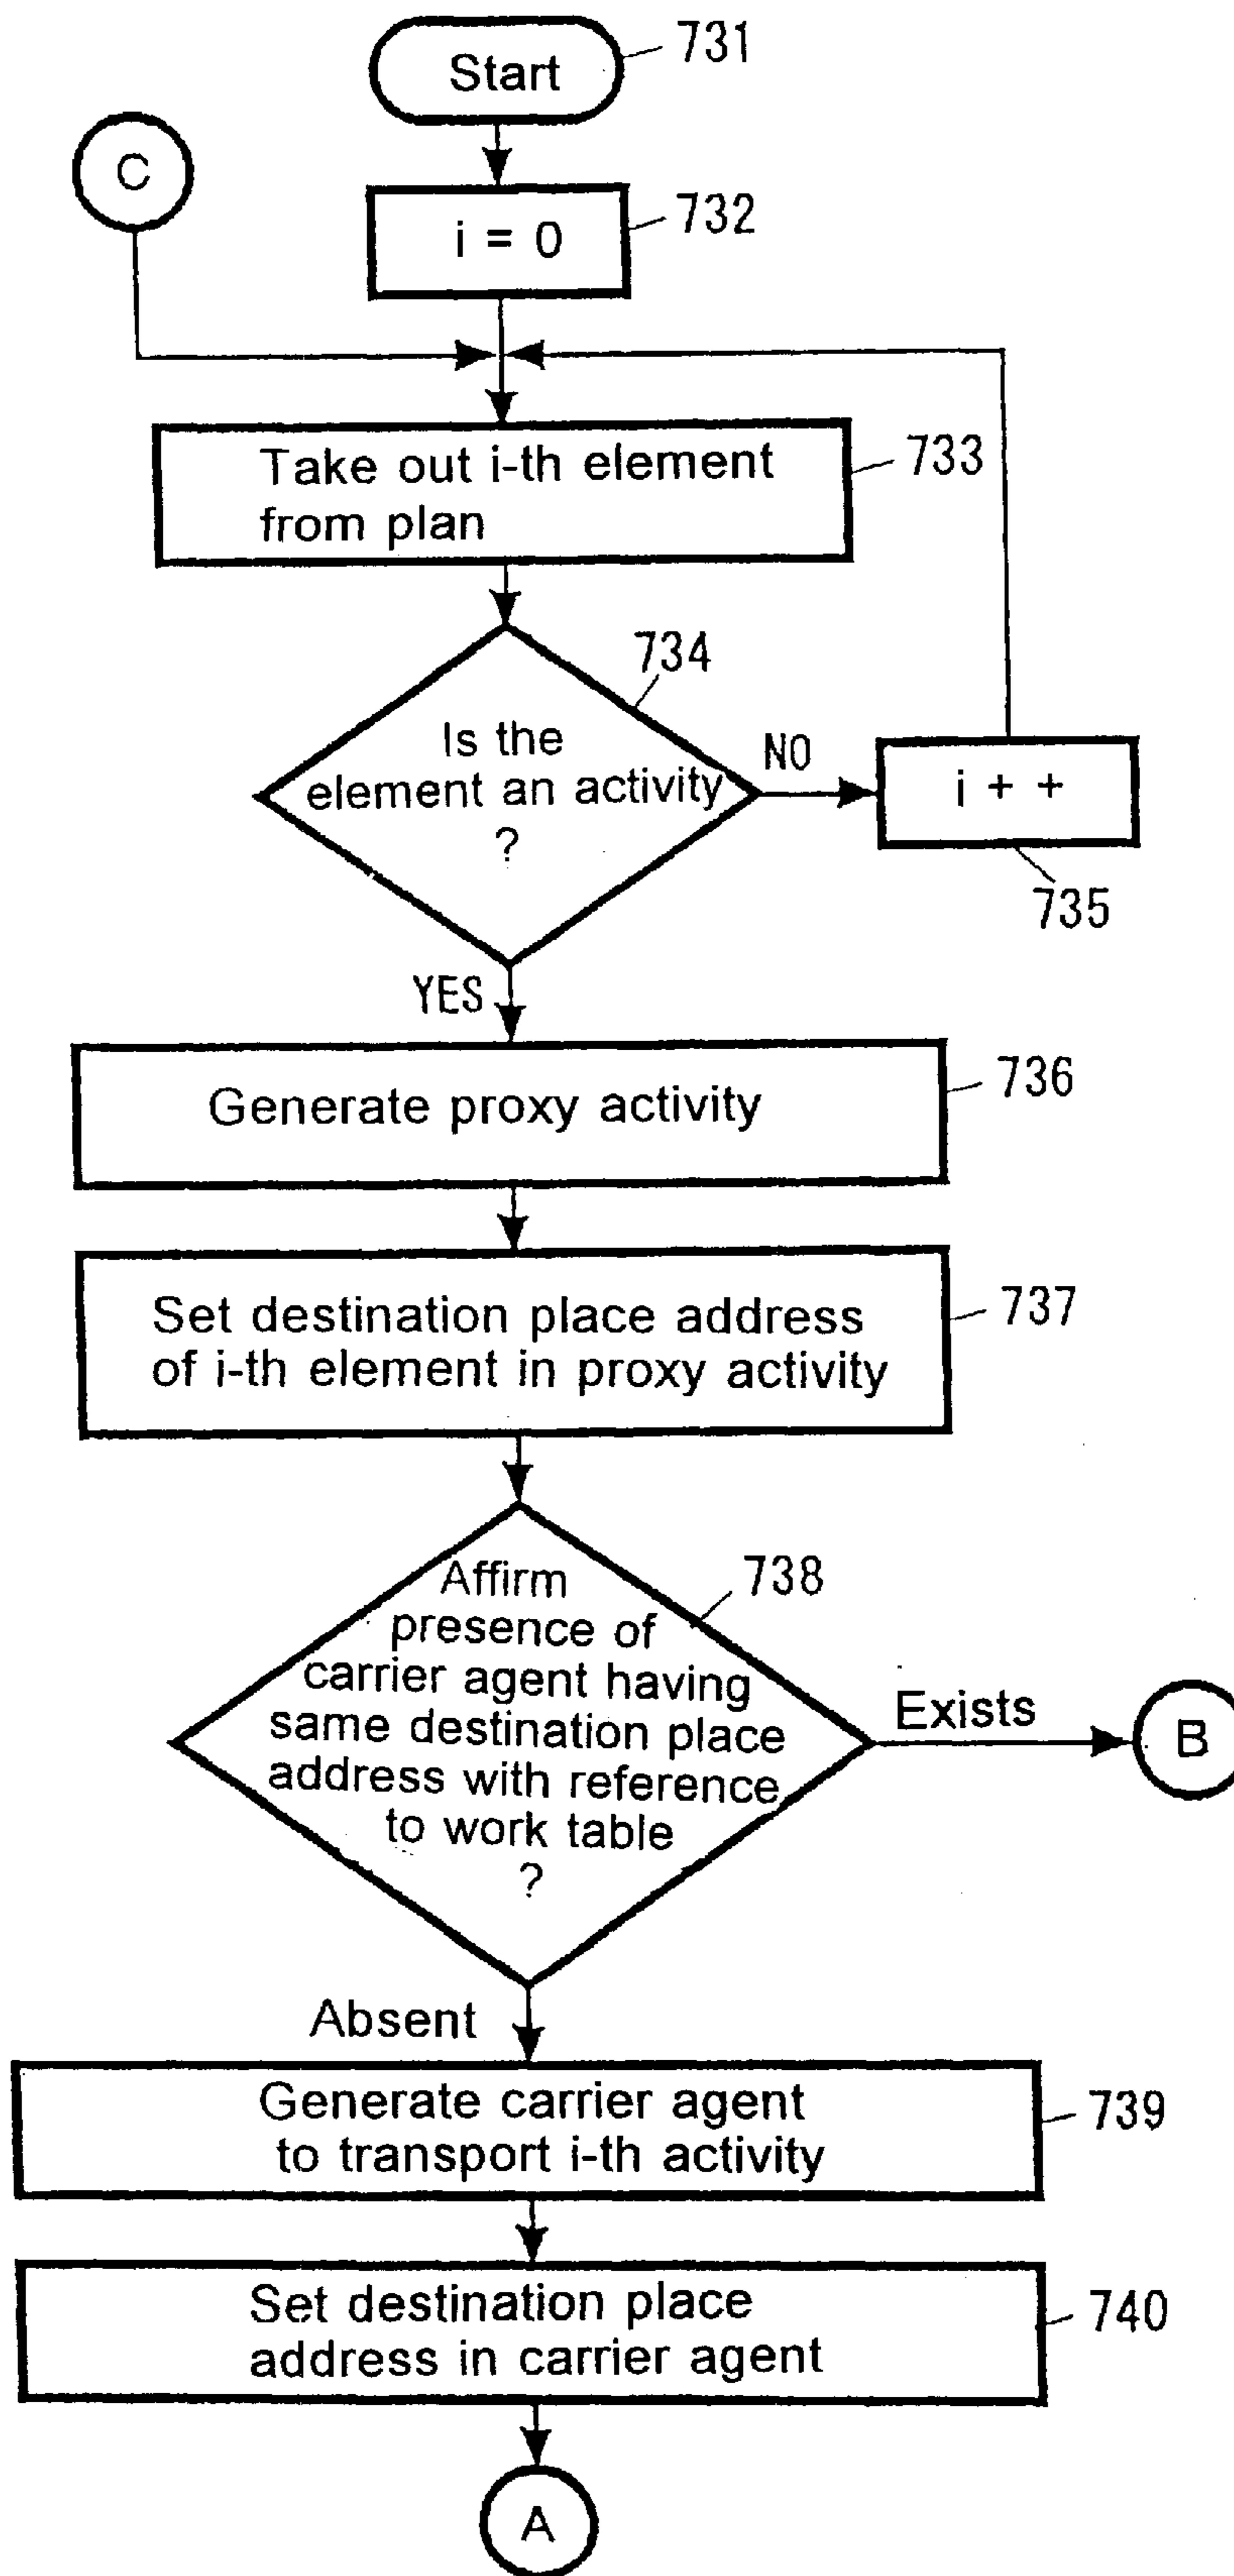 Start
731
C
i = 0
732
Take out i-th element
from plan
733
734
Is the
element an activity
?
NO
i + +
735
YES
Generate proxy activity
736
Set destination place address
of i-th element in proxy activity
737
Affirm
presence of
carrier agent having
same destination place
address with reference
to work table
?
738
Exists
B
Absent
Generate carrier agent
to transport i-th activity
739
Set destination place
address in carrier agent
740
A